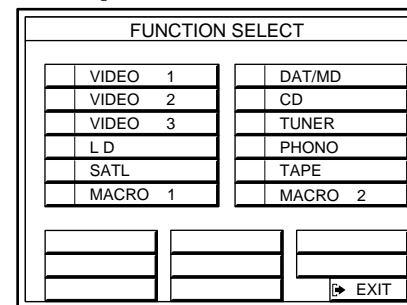 FUNCTION SELECT
VIDEO 1
VIDEO 2
VIDEO 3
L D
SATL
MACRO 1
DAT/MD
CD
TUNER
PHONO
TAPE
MACRO 2
EXIT